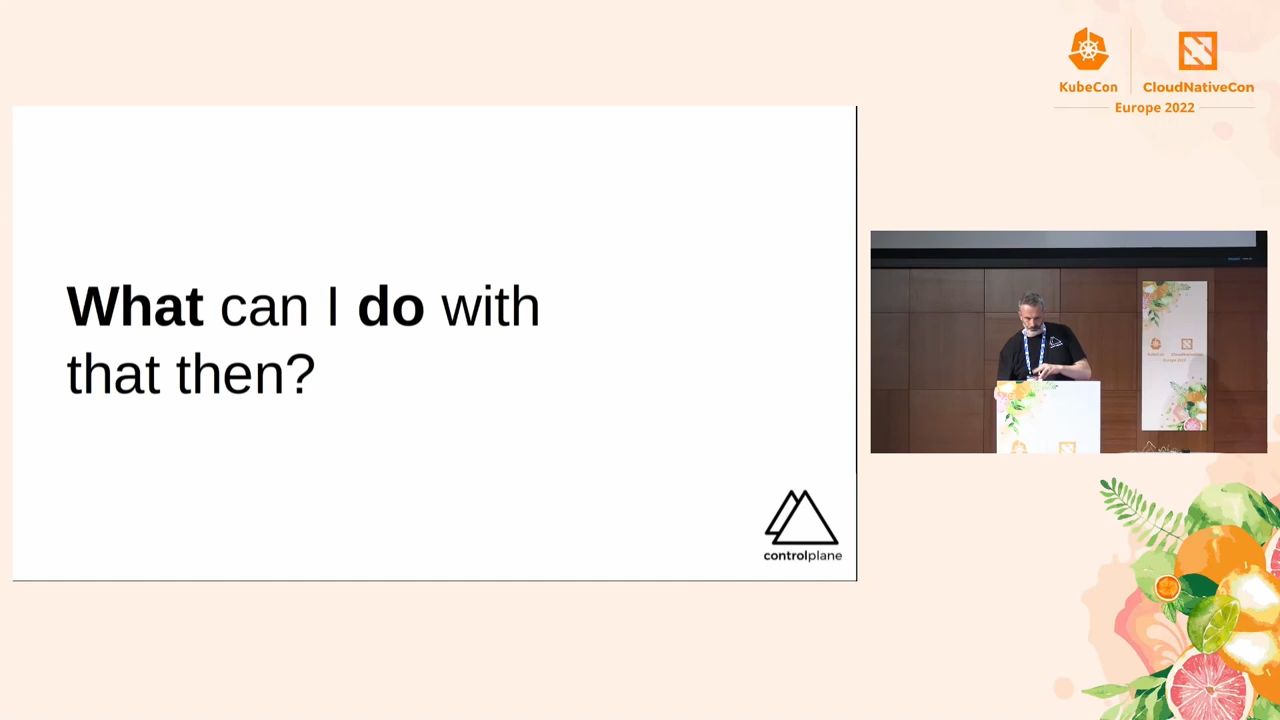 KubeCon
CloudNativeCon
Europe 2022
What can I do with
that then?
controlplane